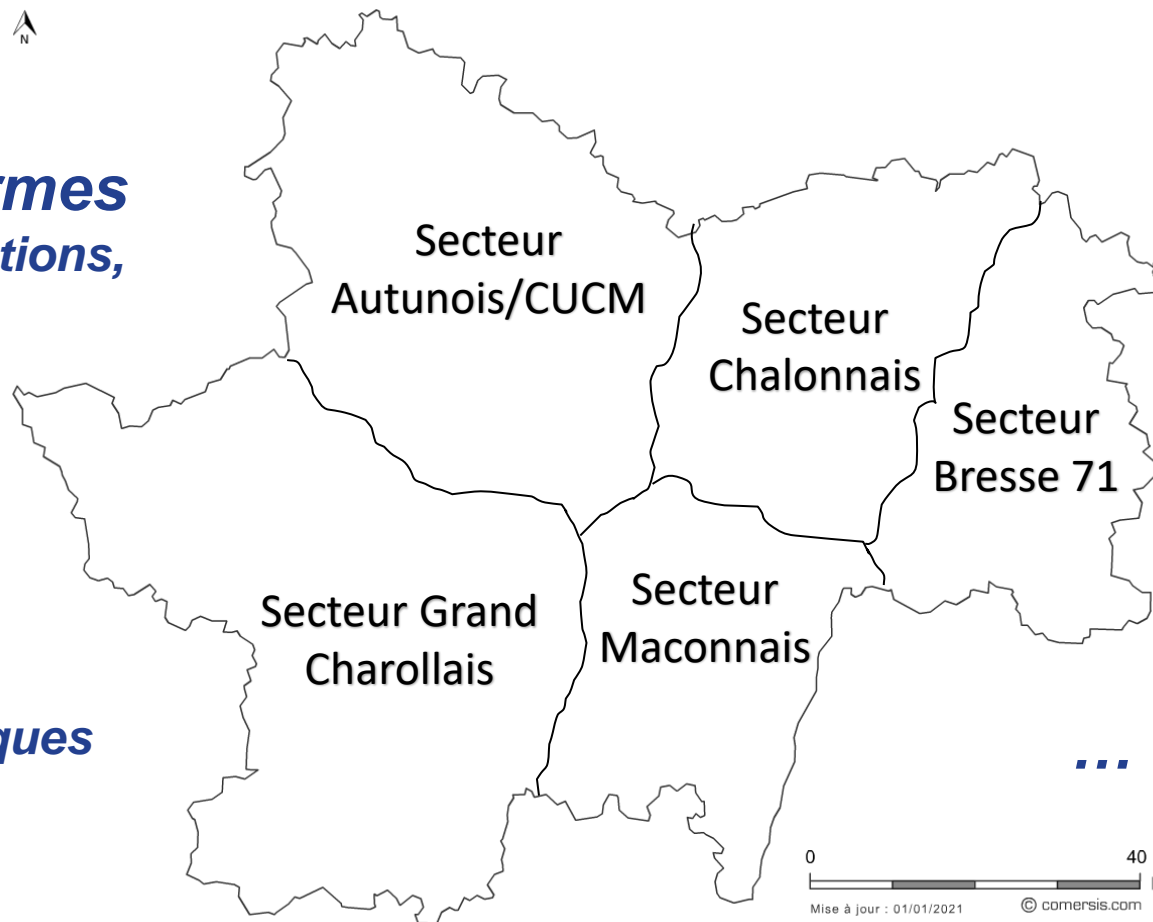 N
rmes
tions,
Secteur
Autunois/CUCM
Secteur
Chalonnais
Secteur
Bresse 71
Secteur Grand
Charollais
Secteur
Maconnais
ques
...
0 40
Mise à jour : 01/01/2021 © comersis.com